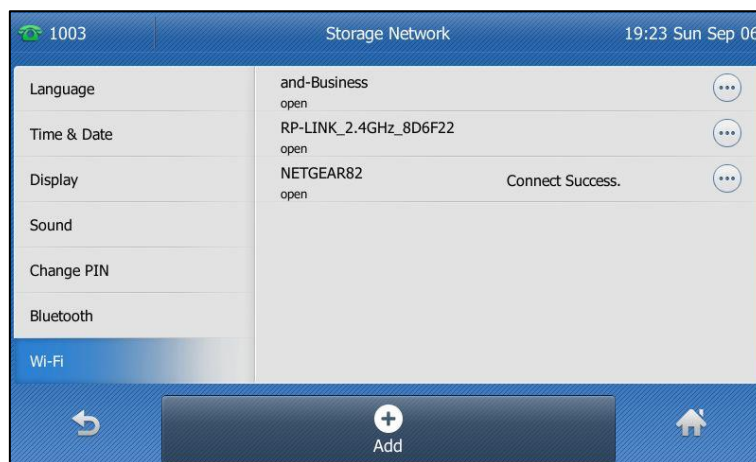 1003
Storage Network
19:23 Sun Sep 06
Language
Time & Date
Display
Sound
Change PIN
Bluetooth
Wi-Fi
and-Business
open
RP-LINK_2.4GHz_8D6F22
open
NETGEAR82 Connect Success.
open
Add